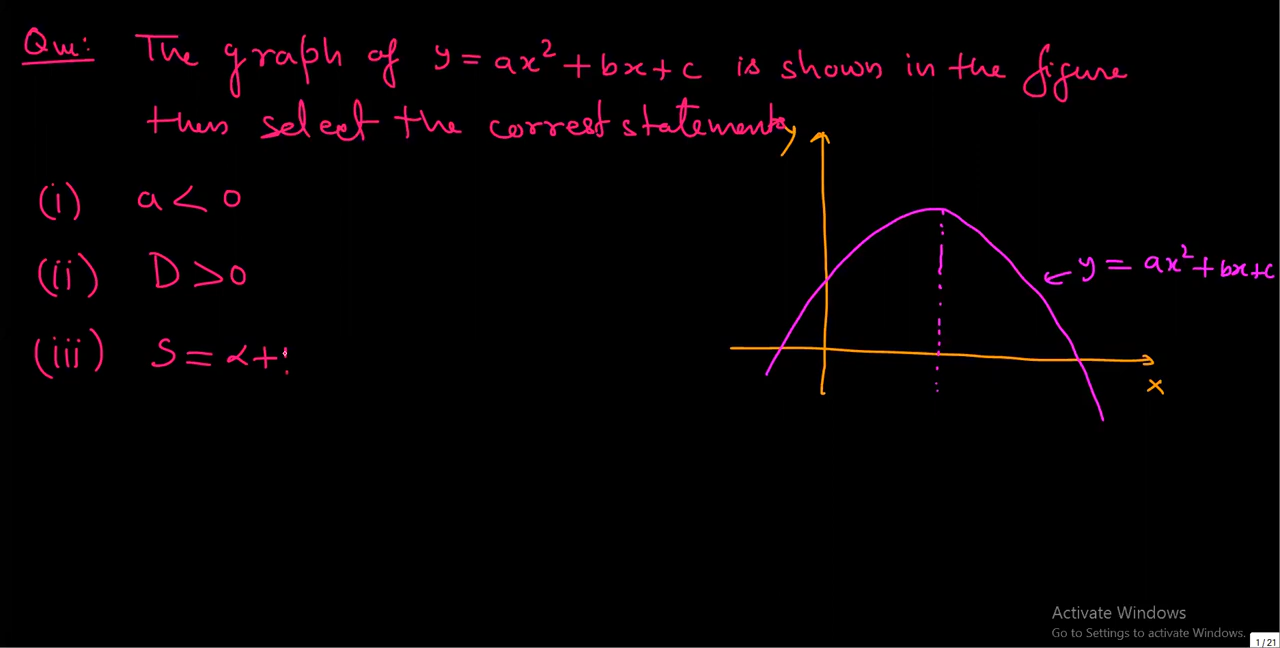 Qu: The graph of y = ax² + bx + c is shown in the figure
then select the correst statements
y
(i) a < 0
(ii) D > 0
y = ax² + bx + c
(iii) S = α +
x
Activate Windows
Go to Settings to activate Windows.
1 / 21